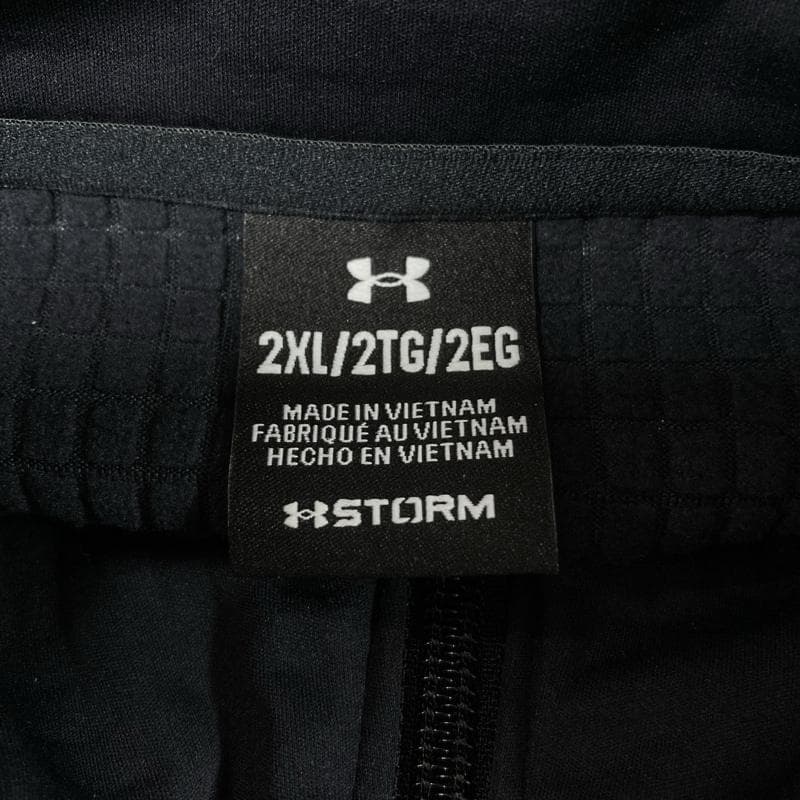 2XL/2TG/2EG
MADE IN VIETNAM
FABRIQUÉ AU VIETNAM
HECHO EN VIETNAM
STORM